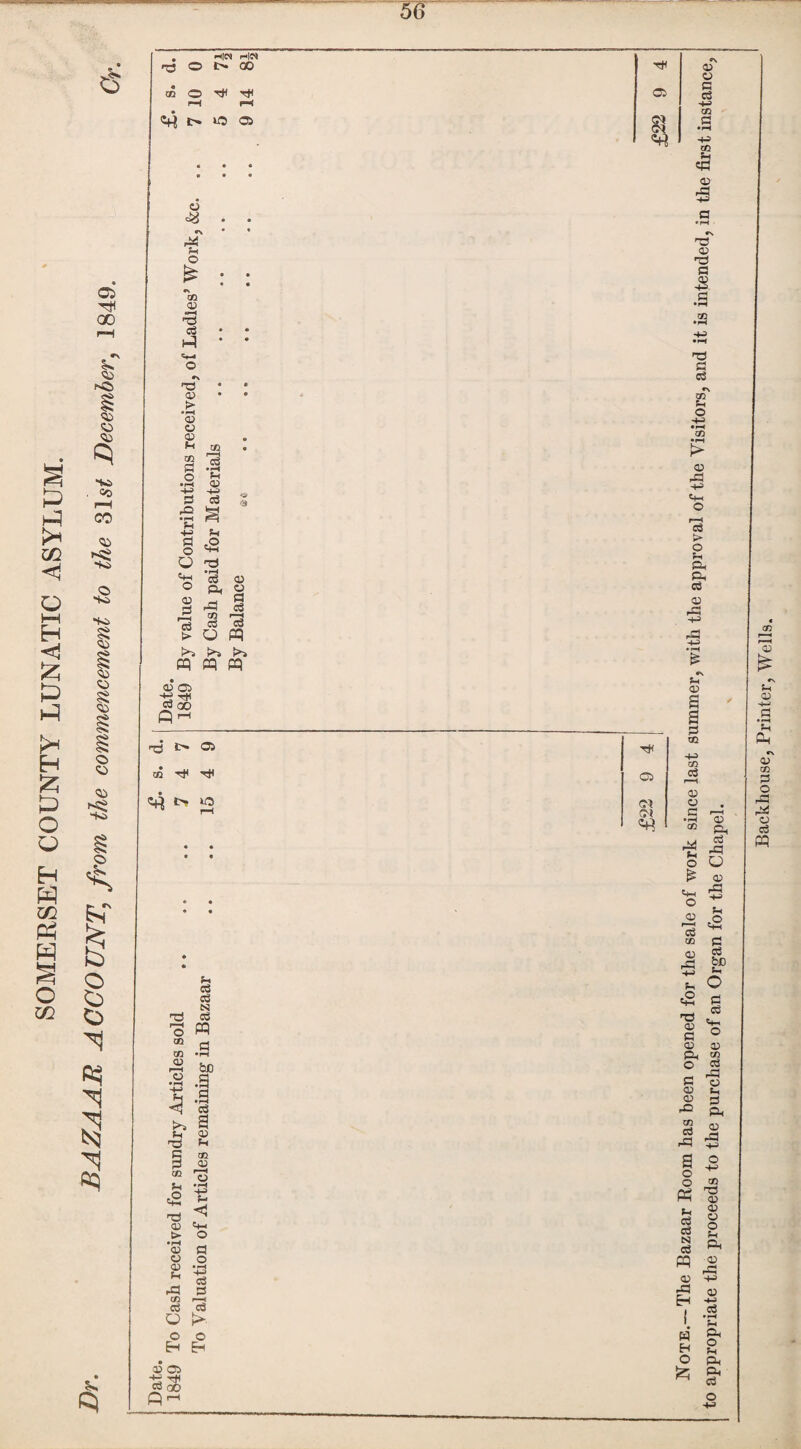 56
SOMERSET COUNTY LUNATIC ASYLUM.
Dr. BAZAAR ACCOUNT, from the commencement to the 31st December, 1849. Cr.
Date. £. s. d.
1849 To Cash received for sundry Articles sold .. .. .. 7 4 7
To Valuation of Articles remaining in Bazaar .. .. 15 4 9
£22 9 4
Date. £. s. d.
1849 By value of Contributions received, of Ladies' Work, &c. .. 7 10 0
By Cash paid for Materials .. .. .. .. .. 5 4 7½
By Balance .. .. .. .. .. .. 9 14 8½
£22 9 4
NOTE.—The Bazaar Room has been opened for the sale of work since last summer, with the approval of the Visitors, and it is intended, in the first instance,
to appropriate the proceeds to the purchase of an Organ for the Chapel.
Backhouse, Printer, Wells.